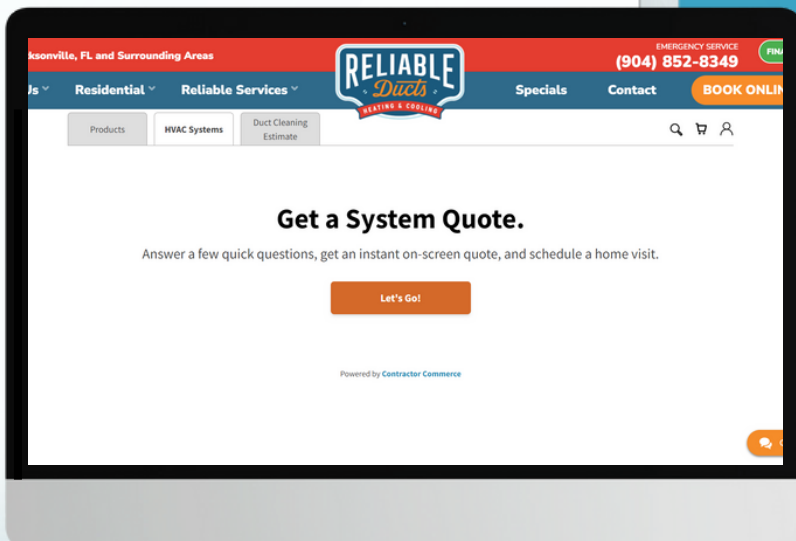 ksonville, FL and Surrounding Areas
EMERGENCY SERVICE
(904) 852-8349
Residential
Reliable Services
RELIABLE
Ducts
HEATING & COOLING
Specials
Contact
BOOK ONLIN
Products
HVAC Systems
Duct Cleaning
Estimate
Get a System Quote.
Answer a few quick questions, get an instant on-screen quote, and schedule a home visit.
Let's Go!
Powered by Contractor Commerce